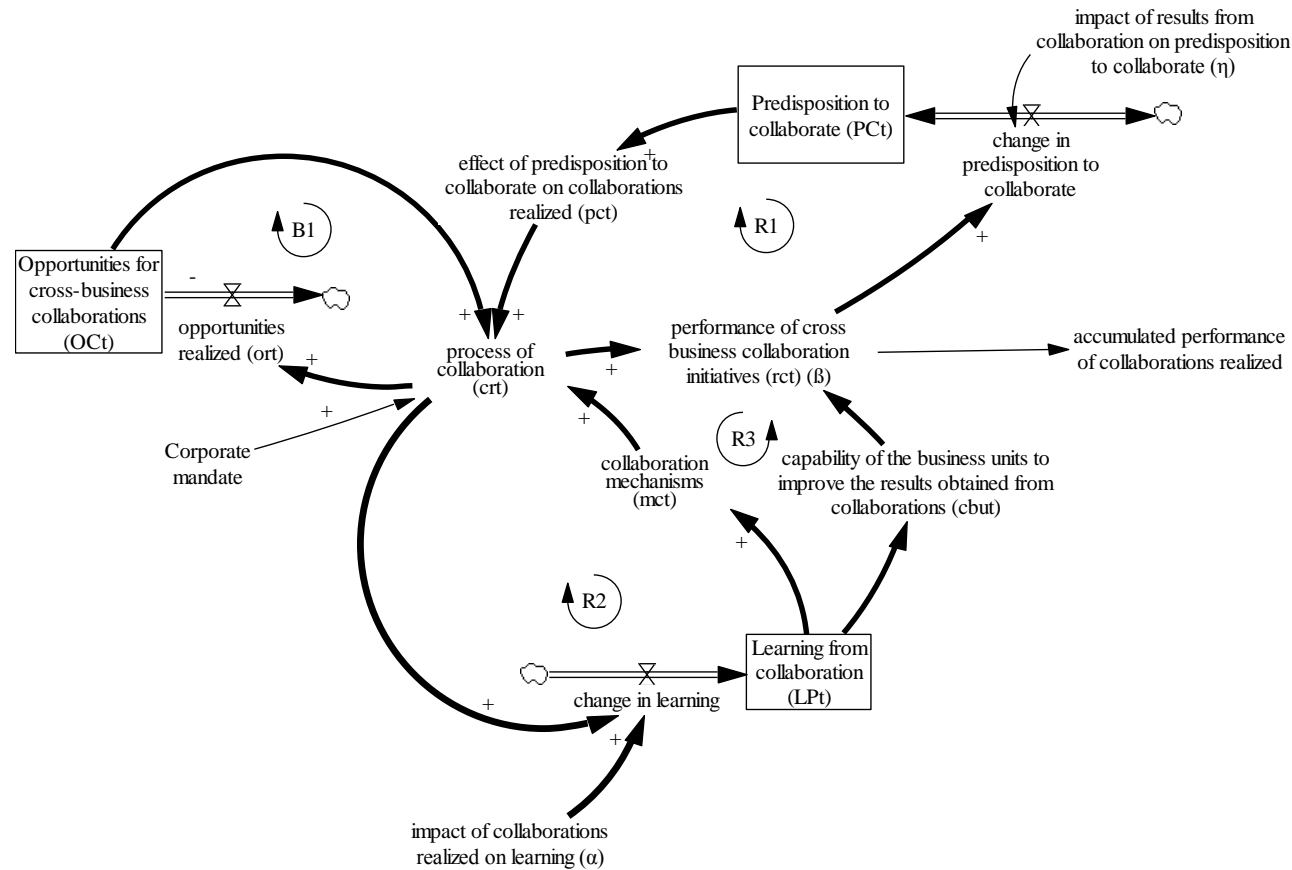 impact of results from
collaboration on predisposition
to collaborate (η)
Predisposition to
collaborate (PCt)
change in
predisposition to
collaborate
+
effect of predisposition to
collaborate on collaborations
realized (pct)
B1
R1
+
Opportunities for
cross-business
collaborations
(OCt)
-
opportunities
realized (ort)
+
+
+
process of
collaboration
(crt)
+
performance of cross
business collaboration
initiatives (rct) (ß)
accumulated performance
of collaborations realized
+
Corporate
mandate
+
R3
collaboration
mechanisms
(mct)
capability of the business units to
improve the results obtained from
collaborations (cbut)
+
R2
Learning from
collaboration
(LPt)
change in learning
+
+
impact of collaborations
realized on learning (α)